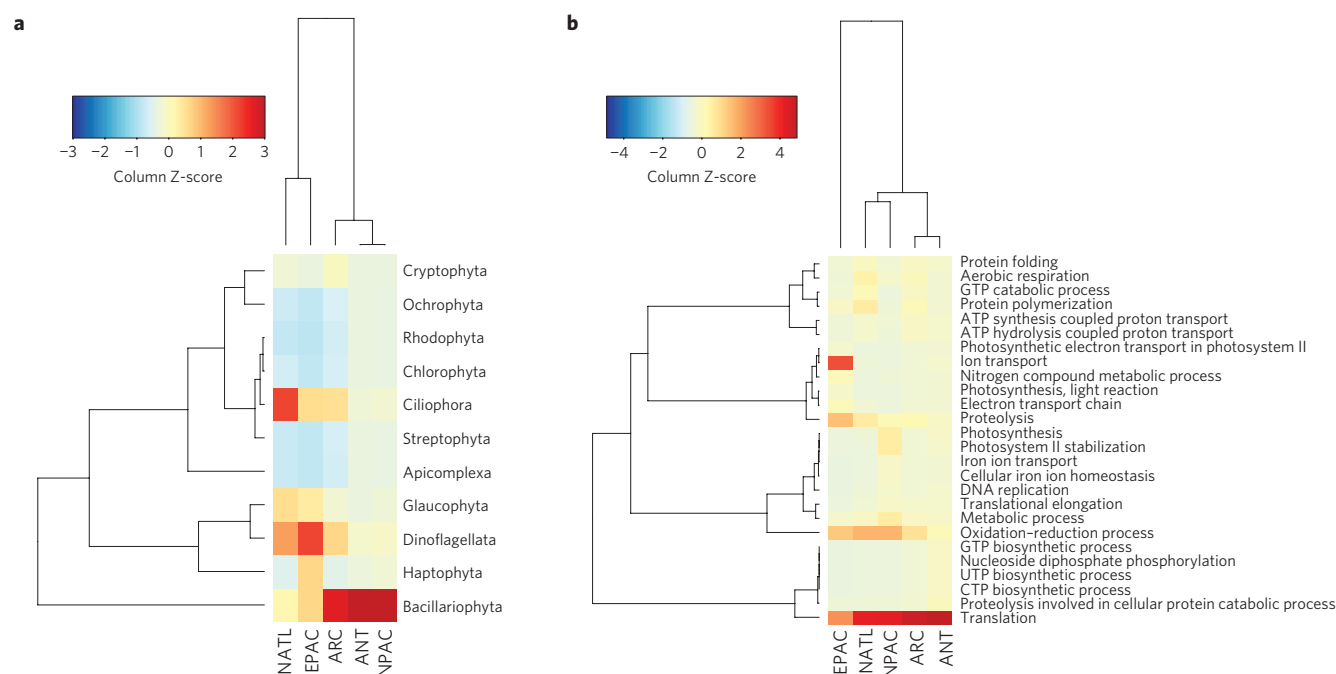 a
−3 −2 −1 0 1 2 3
Column Z-score
Cryptophyta
Ochrophyta
Rhodophyta
Chlorophyta
Ciliophora
Streptophyta
Apicomplexa
Glaucophyta
Dinoflagellata
Haptophyta
Bacillariophyta
NATL
EPAC
ARC
ANT
NPAC
b
−4 −2 0 2 4
Column Z-score
Protein folding
Aerobic respiration
GTP catabolic process
Protein polymerization
ATP synthesis coupled proton transport
ATP hydrolysis coupled proton transport
Photosynthetic electron transport in photosystem II
Ion transport
Nitrogen compound metabolic process
Photosynthesis, light reaction
Electron transport chain
Proteolysis
Photosynthesis
Photosystem II stabilization
Iron ion transport
Cellular iron ion homeostasis
DNA replication
Translational elongation
Metabolic process
Oxidation−reduction process
GTP biosynthetic process
Nucleoside diphosphate phosphorylation
UTP biosynthetic process
CTP biosynthetic process
Proteolysis involved in cellular protein catabolic process
Translation
EPAC
NATL
NPAC
ARC
ANT